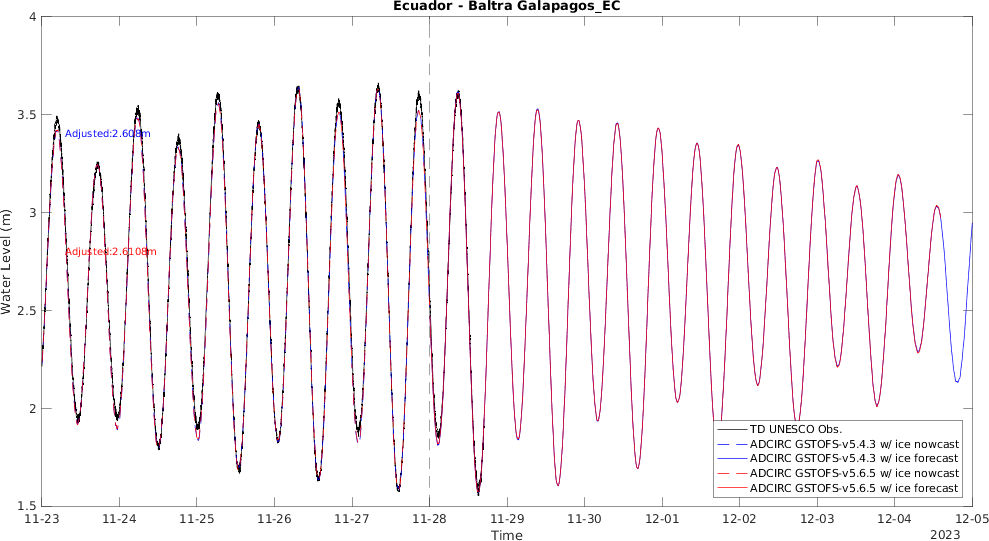 Ecuador - Baltra Galapagos_EC
4
3.5
3
2.5
2
1.5
Water Level (m)
Adjusted:2.608m
Adjusted:2.6108m
TD UNESCO Obs.
ADCIRC GSTOFS-v5.4.3 w/ ice nowcast
ADCIRC GSTOFS-v5.4.3 w/ ice forecast
ADCIRC GSTOFS-v5.6.5 w/ ice nowcast
ADCIRC GSTOFS-v5.6.5 w/ ice forecast
11-23 11-24 11-25 11-26 11-27 11-28 11-29 11-30 12-01 12-02 12-03 12-04 12-05
Time
2023